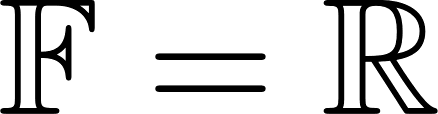 𝔽 = ℝ